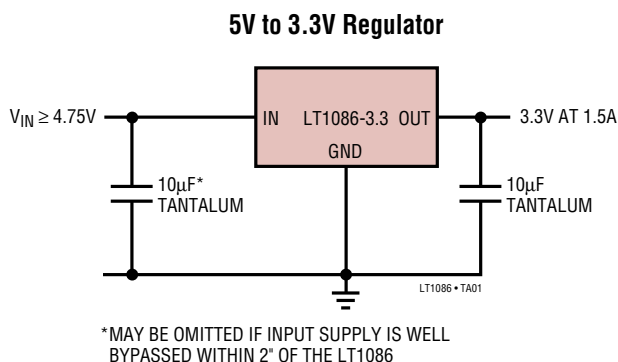 5V to 3.3V Regulator
V_IN ≥ 4.75V
IN LT1086-3.3 OUT
GND
3.3V AT 1.5A
10µF*
TANTALUM
10µF
TANTALUM
LT1086 • TA01
*MAY BE OMITTED IF INPUT SUPPLY IS WELL
BYPASSED WITHIN 2" OF THE LT1086